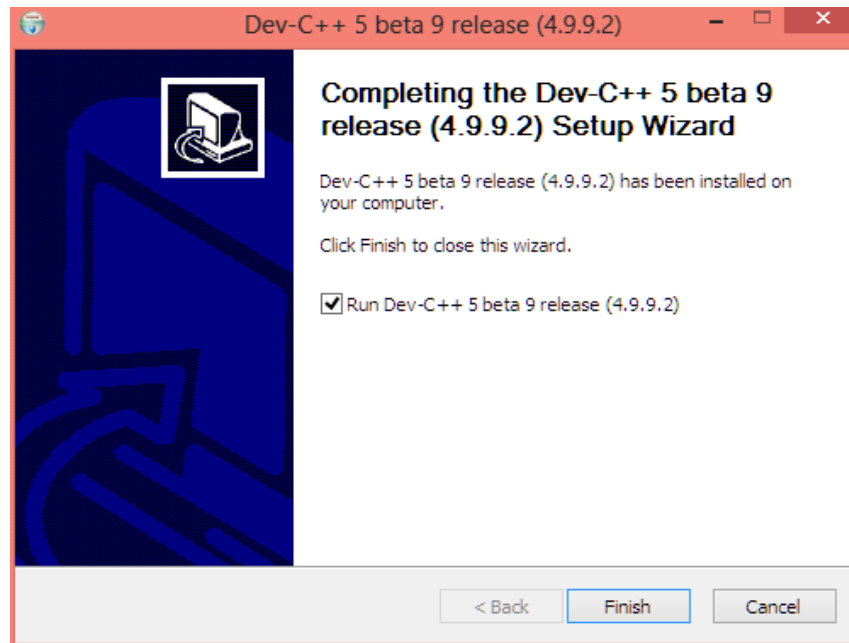 Dev-C++ 5 beta 9 release (4.9.9.2)
Completing the Dev-C++ 5 beta 9
release (4.9.9.2) Setup Wizard
Dev-C++ 5 beta 9 release (4.9.9.2) has been installed on
your computer.
Click Finish to close this wizard.
Run Dev-C++ 5 beta 9 release (4.9.9.2)
< Back Finish Cancel